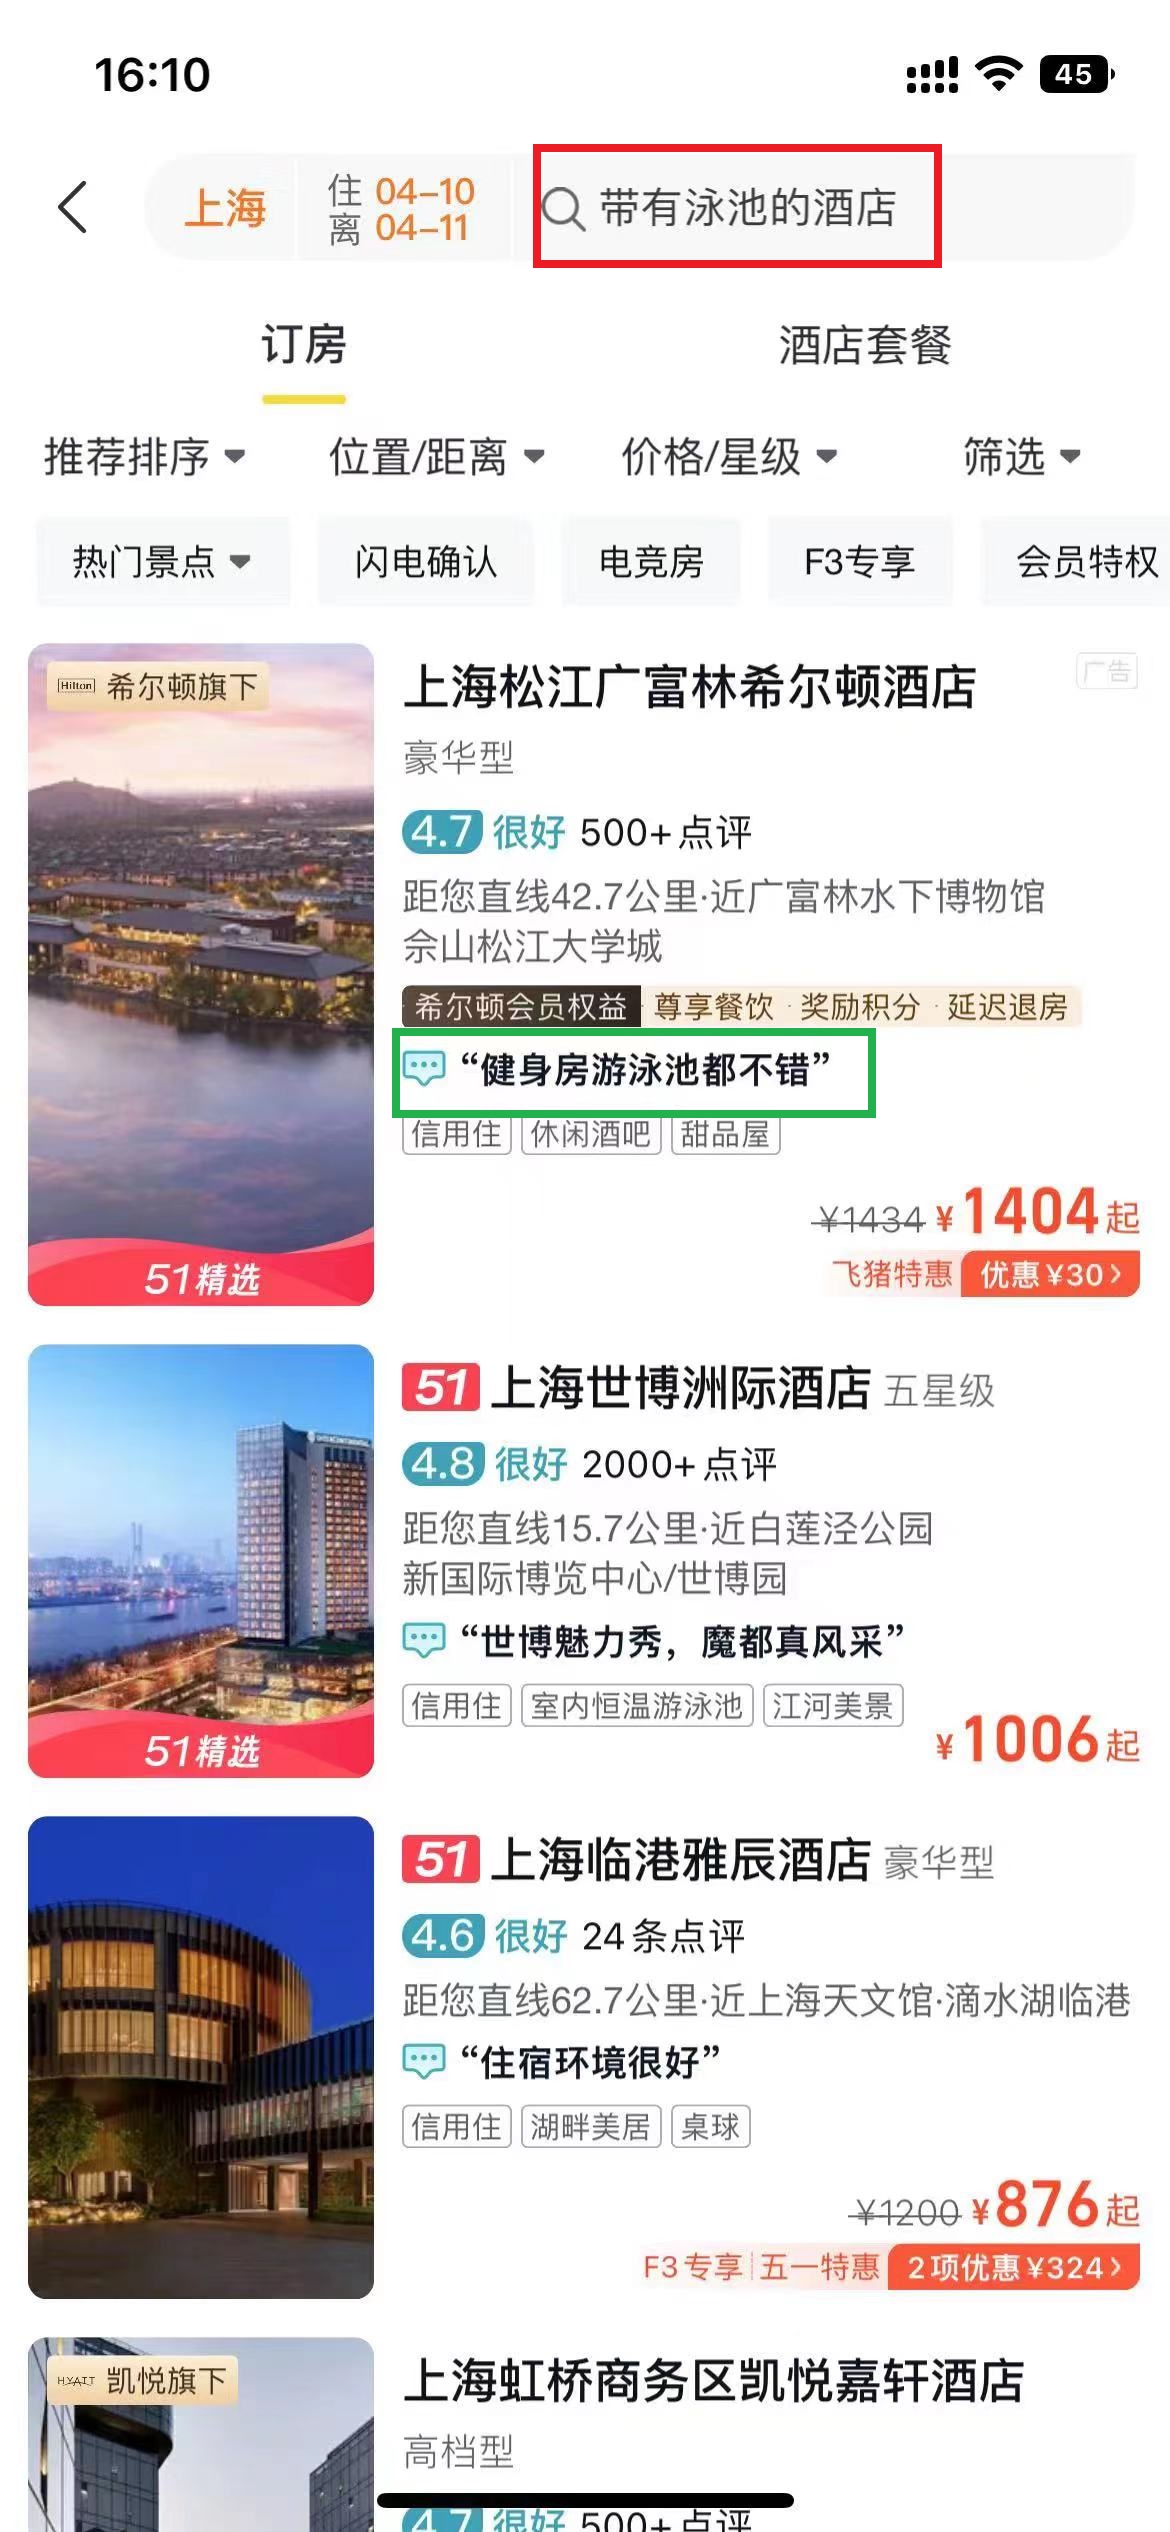 16:10
45
上海
住 04-10
离 04-11
带有泳池的酒店
订房
酒店套餐
推荐排序
位置/距离
价格/星级
筛选
热门景点
闪电确认
电竞房
F3专享
会员特权
Hilton 希尔顿旗下
51精选
上海松江广富林希尔顿酒店
广告
豪华型
4.7 很好 500+点评
距您直线42.7公里·近广富林水下博物馆
佘山松江大学城
希尔顿会员权益 尊享餐饮 · 奖励积分 · 延迟退房
“健身房游泳池都不错”
信用住 休闲酒吧 甜品屋
¥1434 ¥1404起
飞猪特惠 优惠¥30
51精选
51 上海世博洲际酒店 五星级
4.8 很好 2000+点评
距您直线15.7公里·近白莲泾公园
新国际博览中心/世博园
“世博魅力秀，魔都真风采”
信用住 室内恒温游泳池 江河美景
¥1006起
51 上海临港雅辰酒店 豪华型
4.6 很好 24条点评
距您直线62.7公里·近上海天文馆·滴水湖临港
“住宿环境很好”
信用住 湖畔美居 桌球
¥1200 ¥876起
F3专享 五一特惠 2项优惠¥324
HYATT 凯悦旗下
上海虹桥商务区凯悦嘉轩酒店
高档型
4.7 很好 500+点评